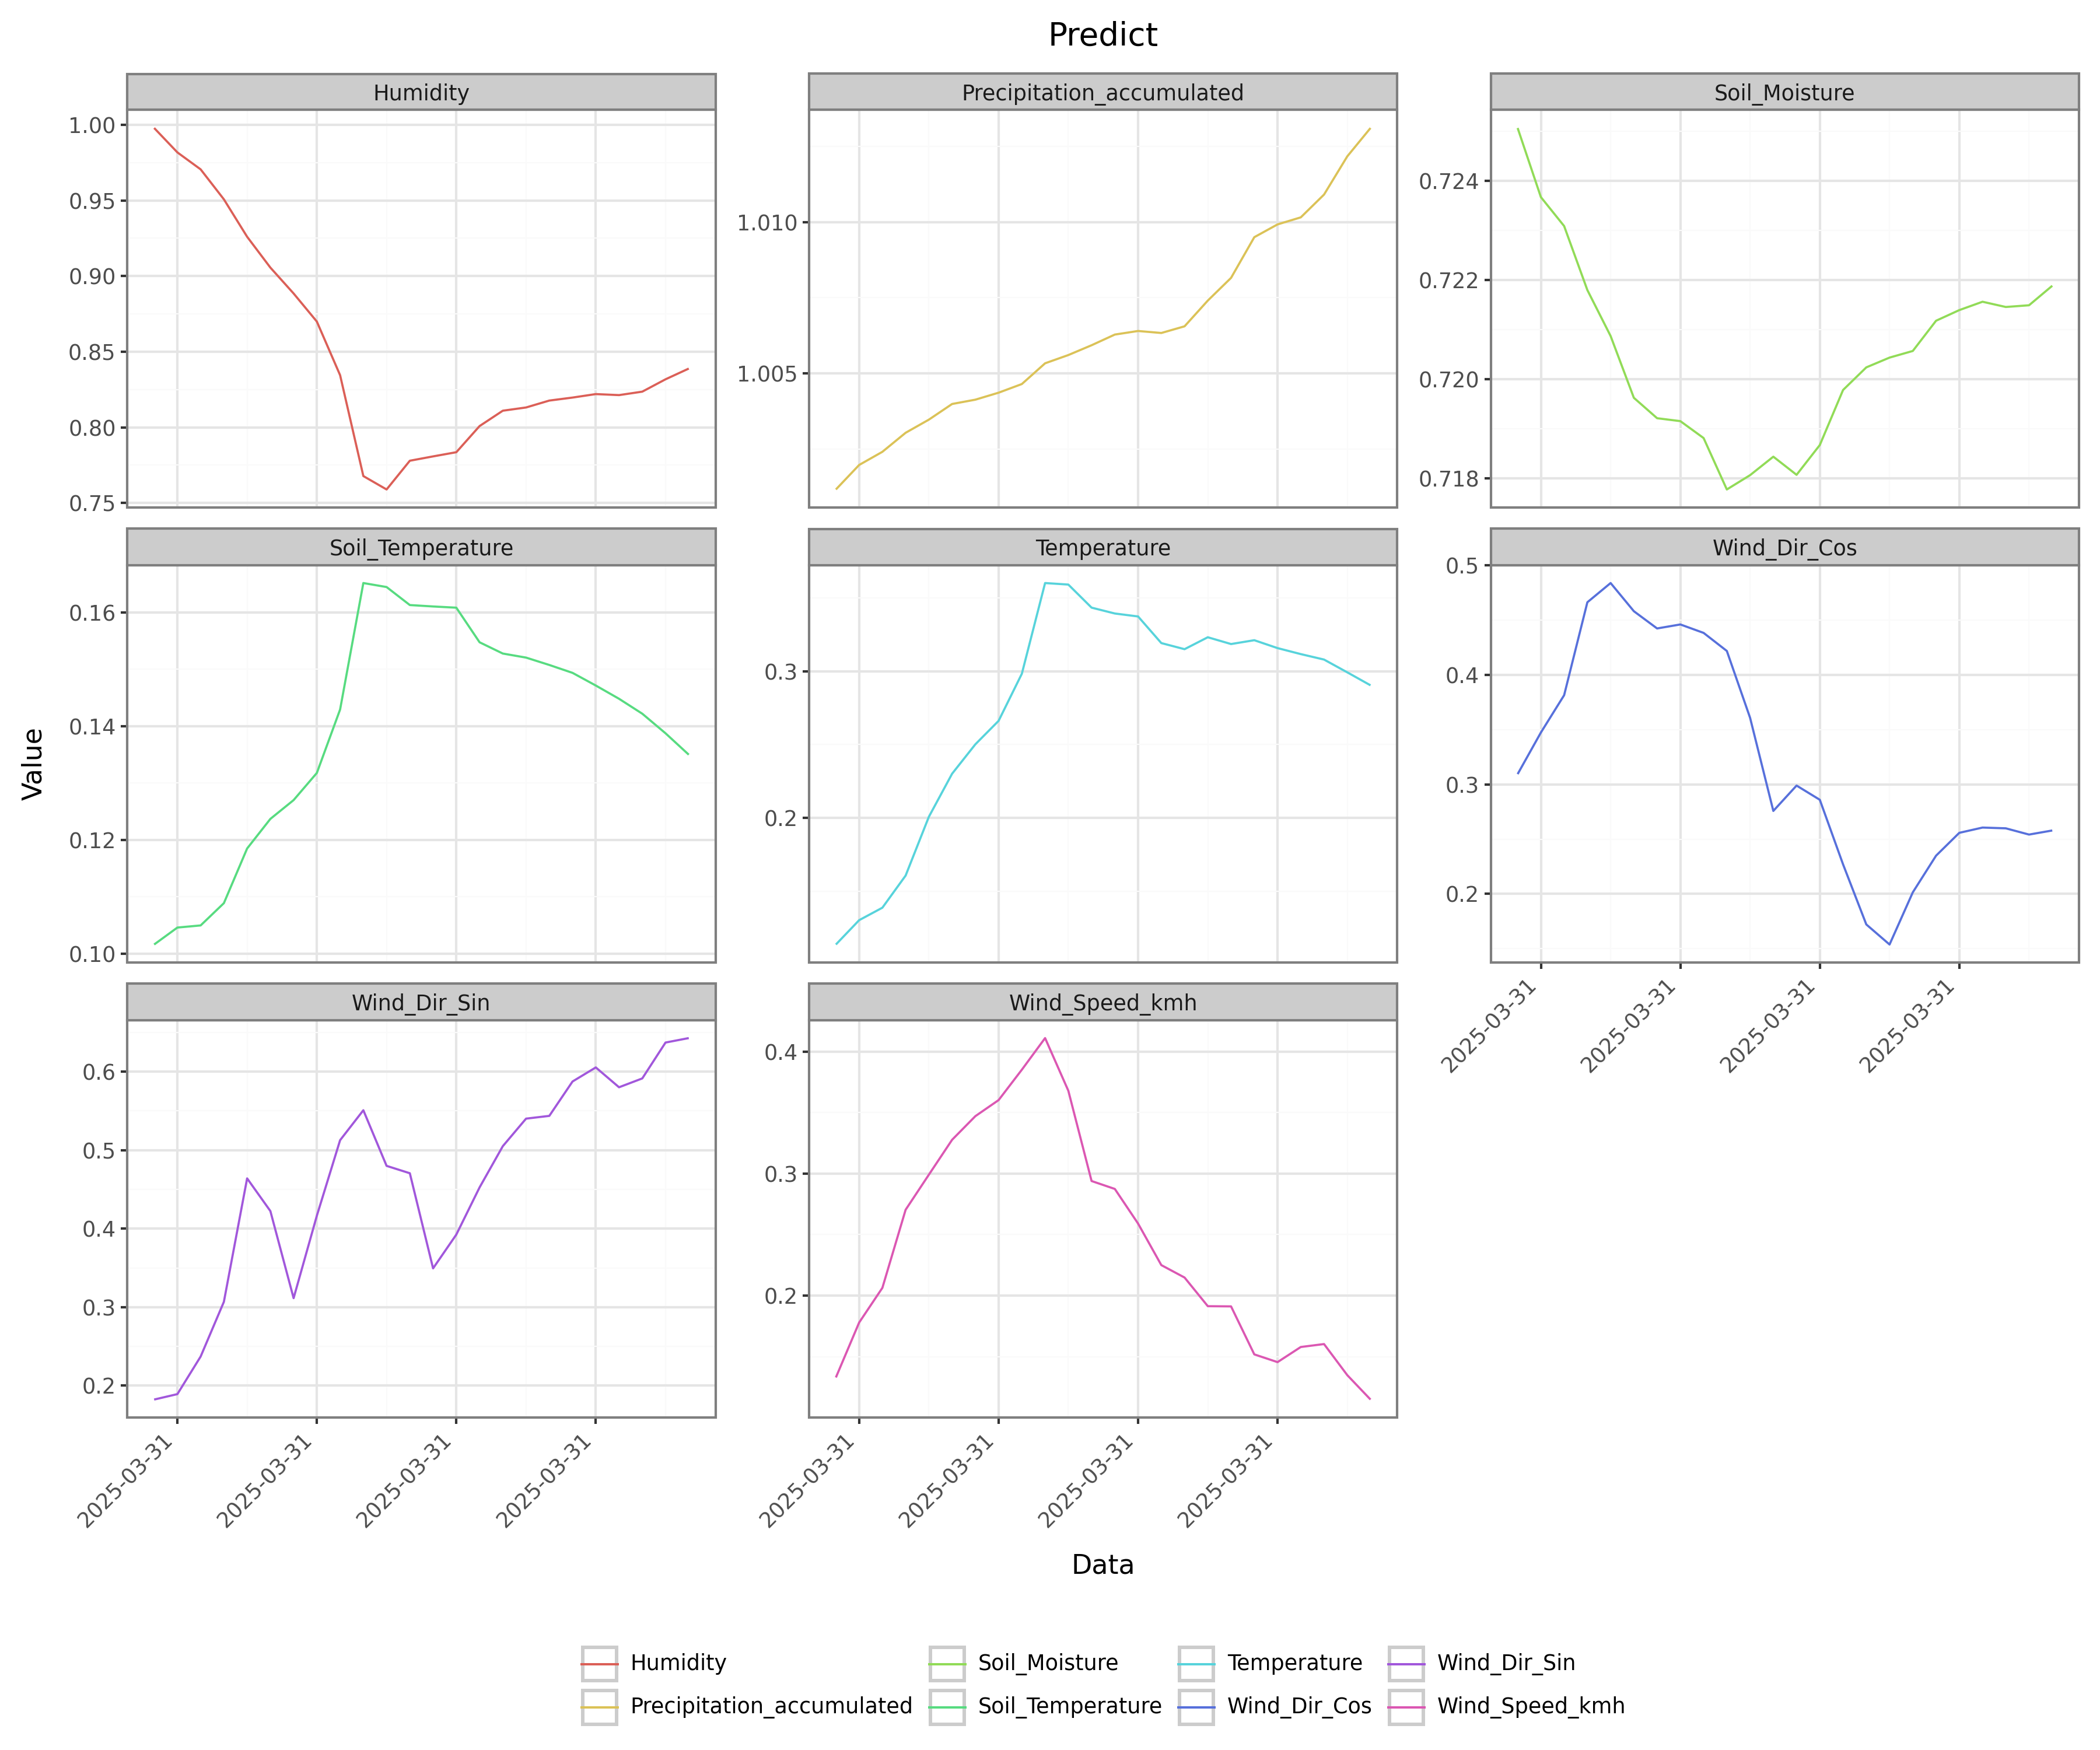 Predict
Humidity
Precipitation_accumulated
Soil_Moisture
1.00
0.95
0.90
0.85
0.80
0.75
1.010
1.005
0.724
0.722
0.720
0.718
Soil_Temperature
Temperature
Wind_Dir_Cos
0.16
0.14
0.12
0.10
0.3
0.2
0.5
0.4
0.3
0.2
2025-03-31
2025-03-31
2025-03-31
2025-03-31
Value
Wind_Dir_Sin
Wind_Speed_kmh
0.6
0.5
0.4
0.3
0.2
0.4
0.3
0.2
2025-03-31
2025-03-31
2025-03-31
2025-03-31
2025-03-31
2025-03-31
2025-03-31
2025-03-31
Data
Humidity
Soil_Moisture
Temperature
Wind_Dir_Sin
Precipitation_accumulated
Soil_Temperature
Wind_Dir_Cos
Wind_Speed_kmh